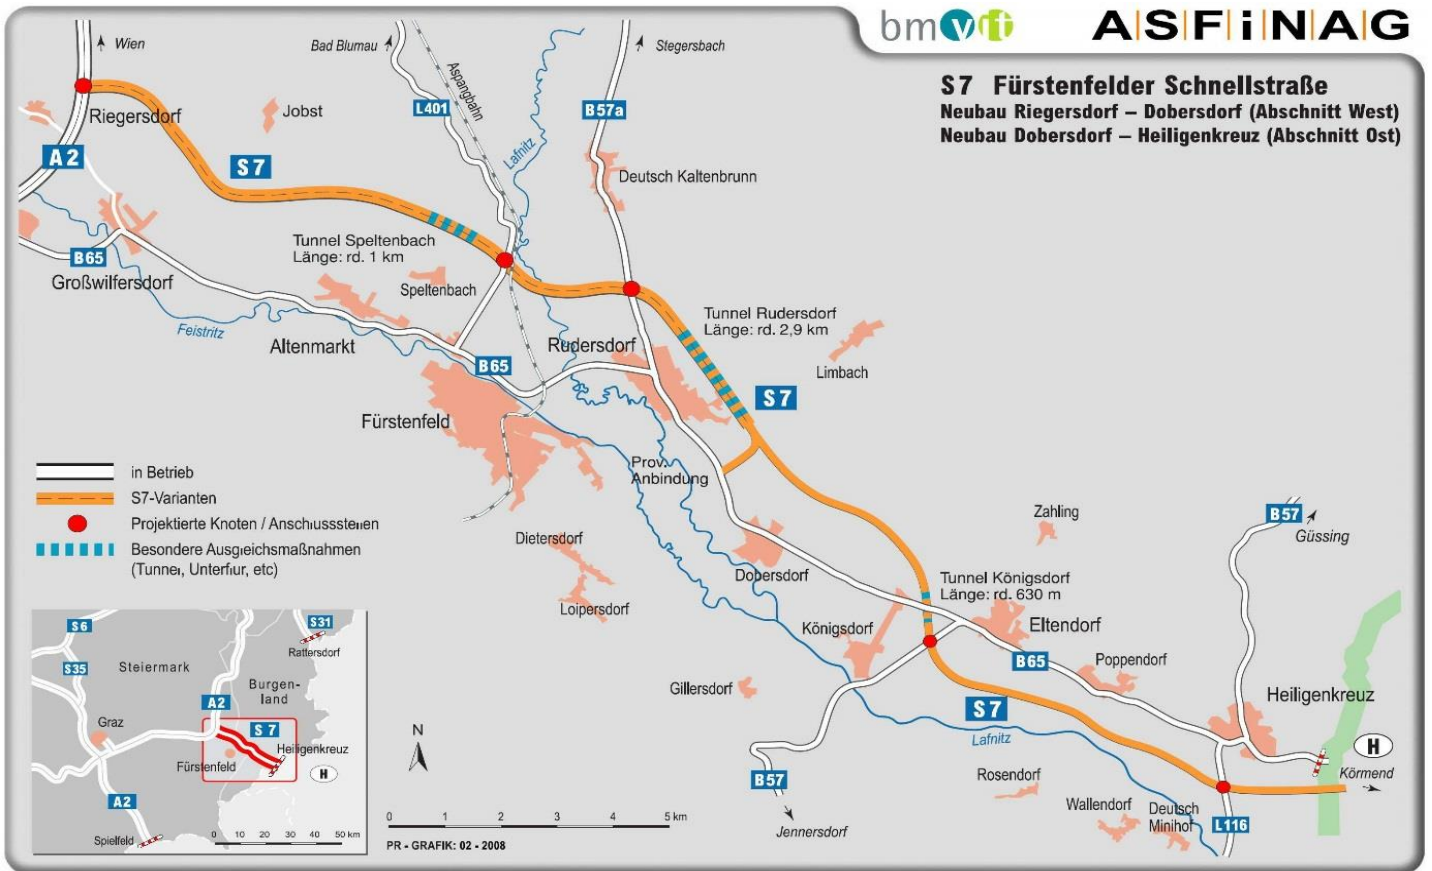 bmvit
ASFiNAG
S7 Fürstenfelder Schnellstraße
Neubau Riegersdorf – Dobersdorf (Abschnitt West)
Neubau Dobersdorf – Heiligenkreuz (Abschnitt Ost)
Wien
Bad Blumau
Stegersbach
Aspangbahn
L401
B57a
Riegersdorf
Jobst
A2
S7
Lafnitz
Deutsch Kaltenbrunn
Tunnel Speltenbach
Länge: rd. 1 km
B65
Großwilfersdorf
Speltenbach
Feistritz
Altenmarkt
Tunnel Rudersdorf
Länge: rd. 2,9 km
Rudersdorf
Limbach
B65
S7
Fürstenfeld
Prov.
Anbindung
in Betrieb
S7-Varianten
Projektierte Knoten / Anschlussstellen
Besondere Ausgleichsmaßnahmen
(Tunnel, Unterflur, etc)
Dietersdorf
Loipersdorf
Dobersdorf
Zahling
B57
Güssing
Tunnel Königsdorf
Länge: rd. 630 m
Königsdorf
Eltendorf
B65
Poppendorf
Gillersdorf
Heiligenkreuz
S7
Lafnitz
H
Körmend
B57
Jennersdorf
Rosendorf
Wallendorf
Deutsch
Minihof
L116
S6
S31
Rattersdorf
S35
Steiermark
Burgen-
land
A2
Graz
S7
Heiligenkreuz
Fürstenfeld
H
A2
Spielfeld
0 10 20 30 40 50 km
N
0 1 2 3 4 5 km
PR - GRAFIK: 02 - 2008